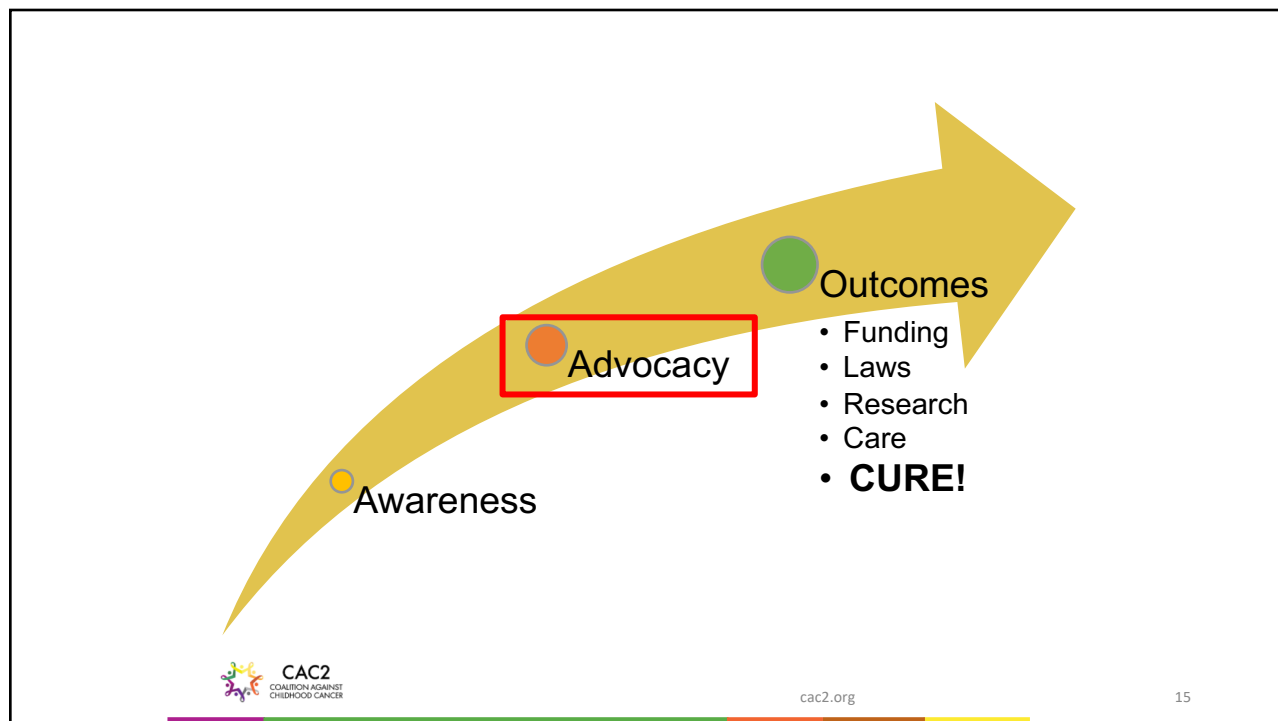 Outcomes
• Funding
• Laws
• Research
• Care
• CURE!
Advocacy
Awareness
CAC2
COALITION AGAINST
CHILDHOOD CANCER
cac2.org
15